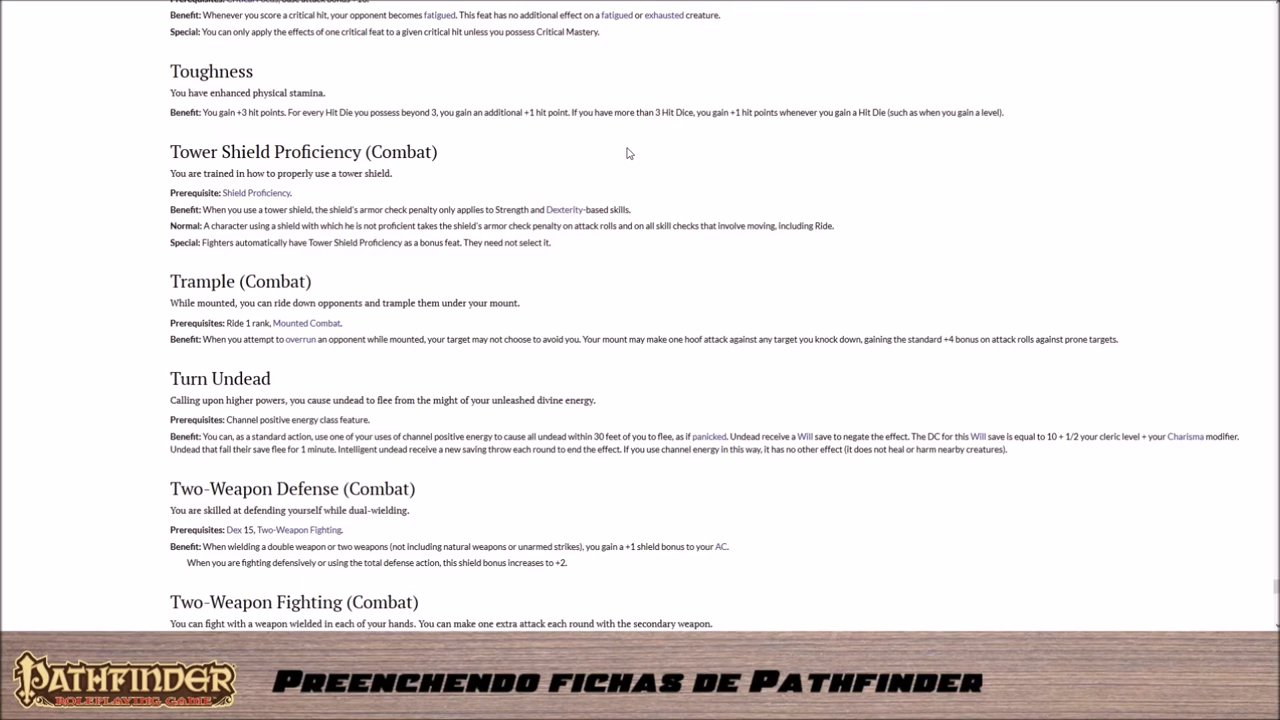 Benefit: Whenever you score a critical hit, your opponent becomes fatigued. This feat has no additional effect on a fatigued or exhausted creature.
Special: You can only apply the effects of one critical feat to a given critical hit unless you possess Critical Mastery.
Toughness
You have enhanced physical stamina.
Benefit: You gain +3 hit points. For every Hit Die you possess beyond 3, you gain an additional +1 hit point. If you have more than 3 Hit Dice, you gain +1 hit points whenever you gain a Hit Die (such as when you gain a level).
Tower Shield Proficiency (Combat)
You are trained in how to properly use a tower shield.
Prerequisite: Shield Proficiency.
Benefit: When you use a tower shield, the shield's armor check penalty only applies to Strength and Dexterity-based skills.
Normal: A character using a shield with which he is not proficient takes the shield's armor check penalty on attack rolls and on all skill checks that involve moving, including Ride.
Special: Fighters automatically have Tower Shield Proficiency as a bonus feat. They need not select it.
Trample (Combat)
While mounted, you can ride down opponents and trample them under your mount.
Prerequisites: Ride 1 rank, Mounted Combat.
Benefit: When you attempt to overrun an opponent while mounted, your target may not choose to avoid you. Your mount may make one hoof attack against any target you knock down, gaining the standard +4 bonus on attack rolls against prone targets.
Turn Undead
Calling upon higher powers, you cause undead to flee from the might of your unleashed divine energy.
Prerequisites: Channel positive energy class feature.
Benefit: You can, as a standard action, use one of your uses of channel positive energy to cause all undead within 30 feet of you to flee, as if panicked. Undead receive a Will save to negate the effect. The DC for this Will save is equal to 10 + 1/2 your cleric level + your Charisma modifier.
Undead that fail their save flee for 1 minute. Intelligent undead receive a new saving throw each round to end the effect. If you use channel energy in this way, it has no other effect (it does not heal or harm nearby creatures).
Two-Weapon Defense (Combat)
You are skilled at defending yourself while dual-wielding.
Prerequisites: Dex 15, Two-Weapon Fighting.
Benefit: When wielding a double weapon or two weapons (not including natural weapons or unarmed strikes), you gain a +1 shield bonus to your AC.
When you are fighting defensively or using the total defense action, this shield bonus increases to +2.
Two-Weapon Fighting (Combat)
You can fight with a weapon wielded in each of your hands. You can make one extra attack each round with the secondary weapon.
PATHFINDER
ROLEPLAYING GAME
PREENCHENDO FICHAS DE PATHFINDER